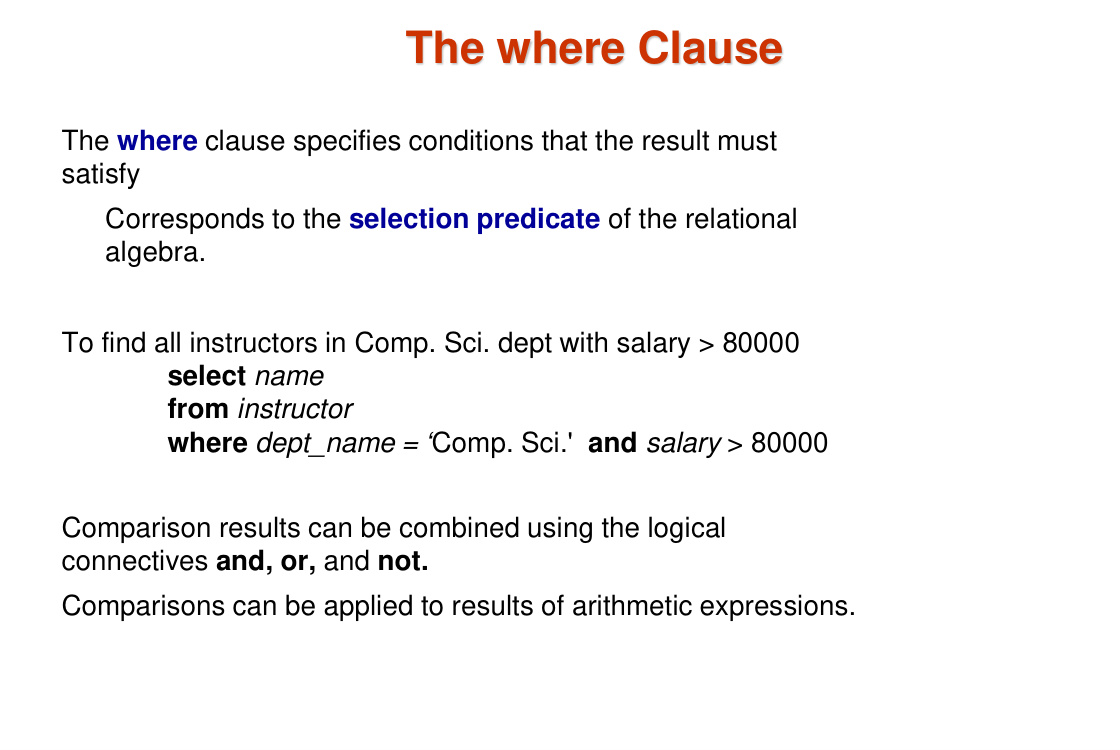 The where Clause
The where clause specifies conditions that the result must
satisfy
Corresponds to the selection predicate of the relational
algebra.
To find all instructors in Comp. Sci. dept with salary > 80000
select name
from instructor
where dept_name = ‘Comp. Sci.' and salary > 80000
Comparison results can be combined using the logical
connectives and, or, and not.
Comparisons can be applied to results of arithmetic expressions.